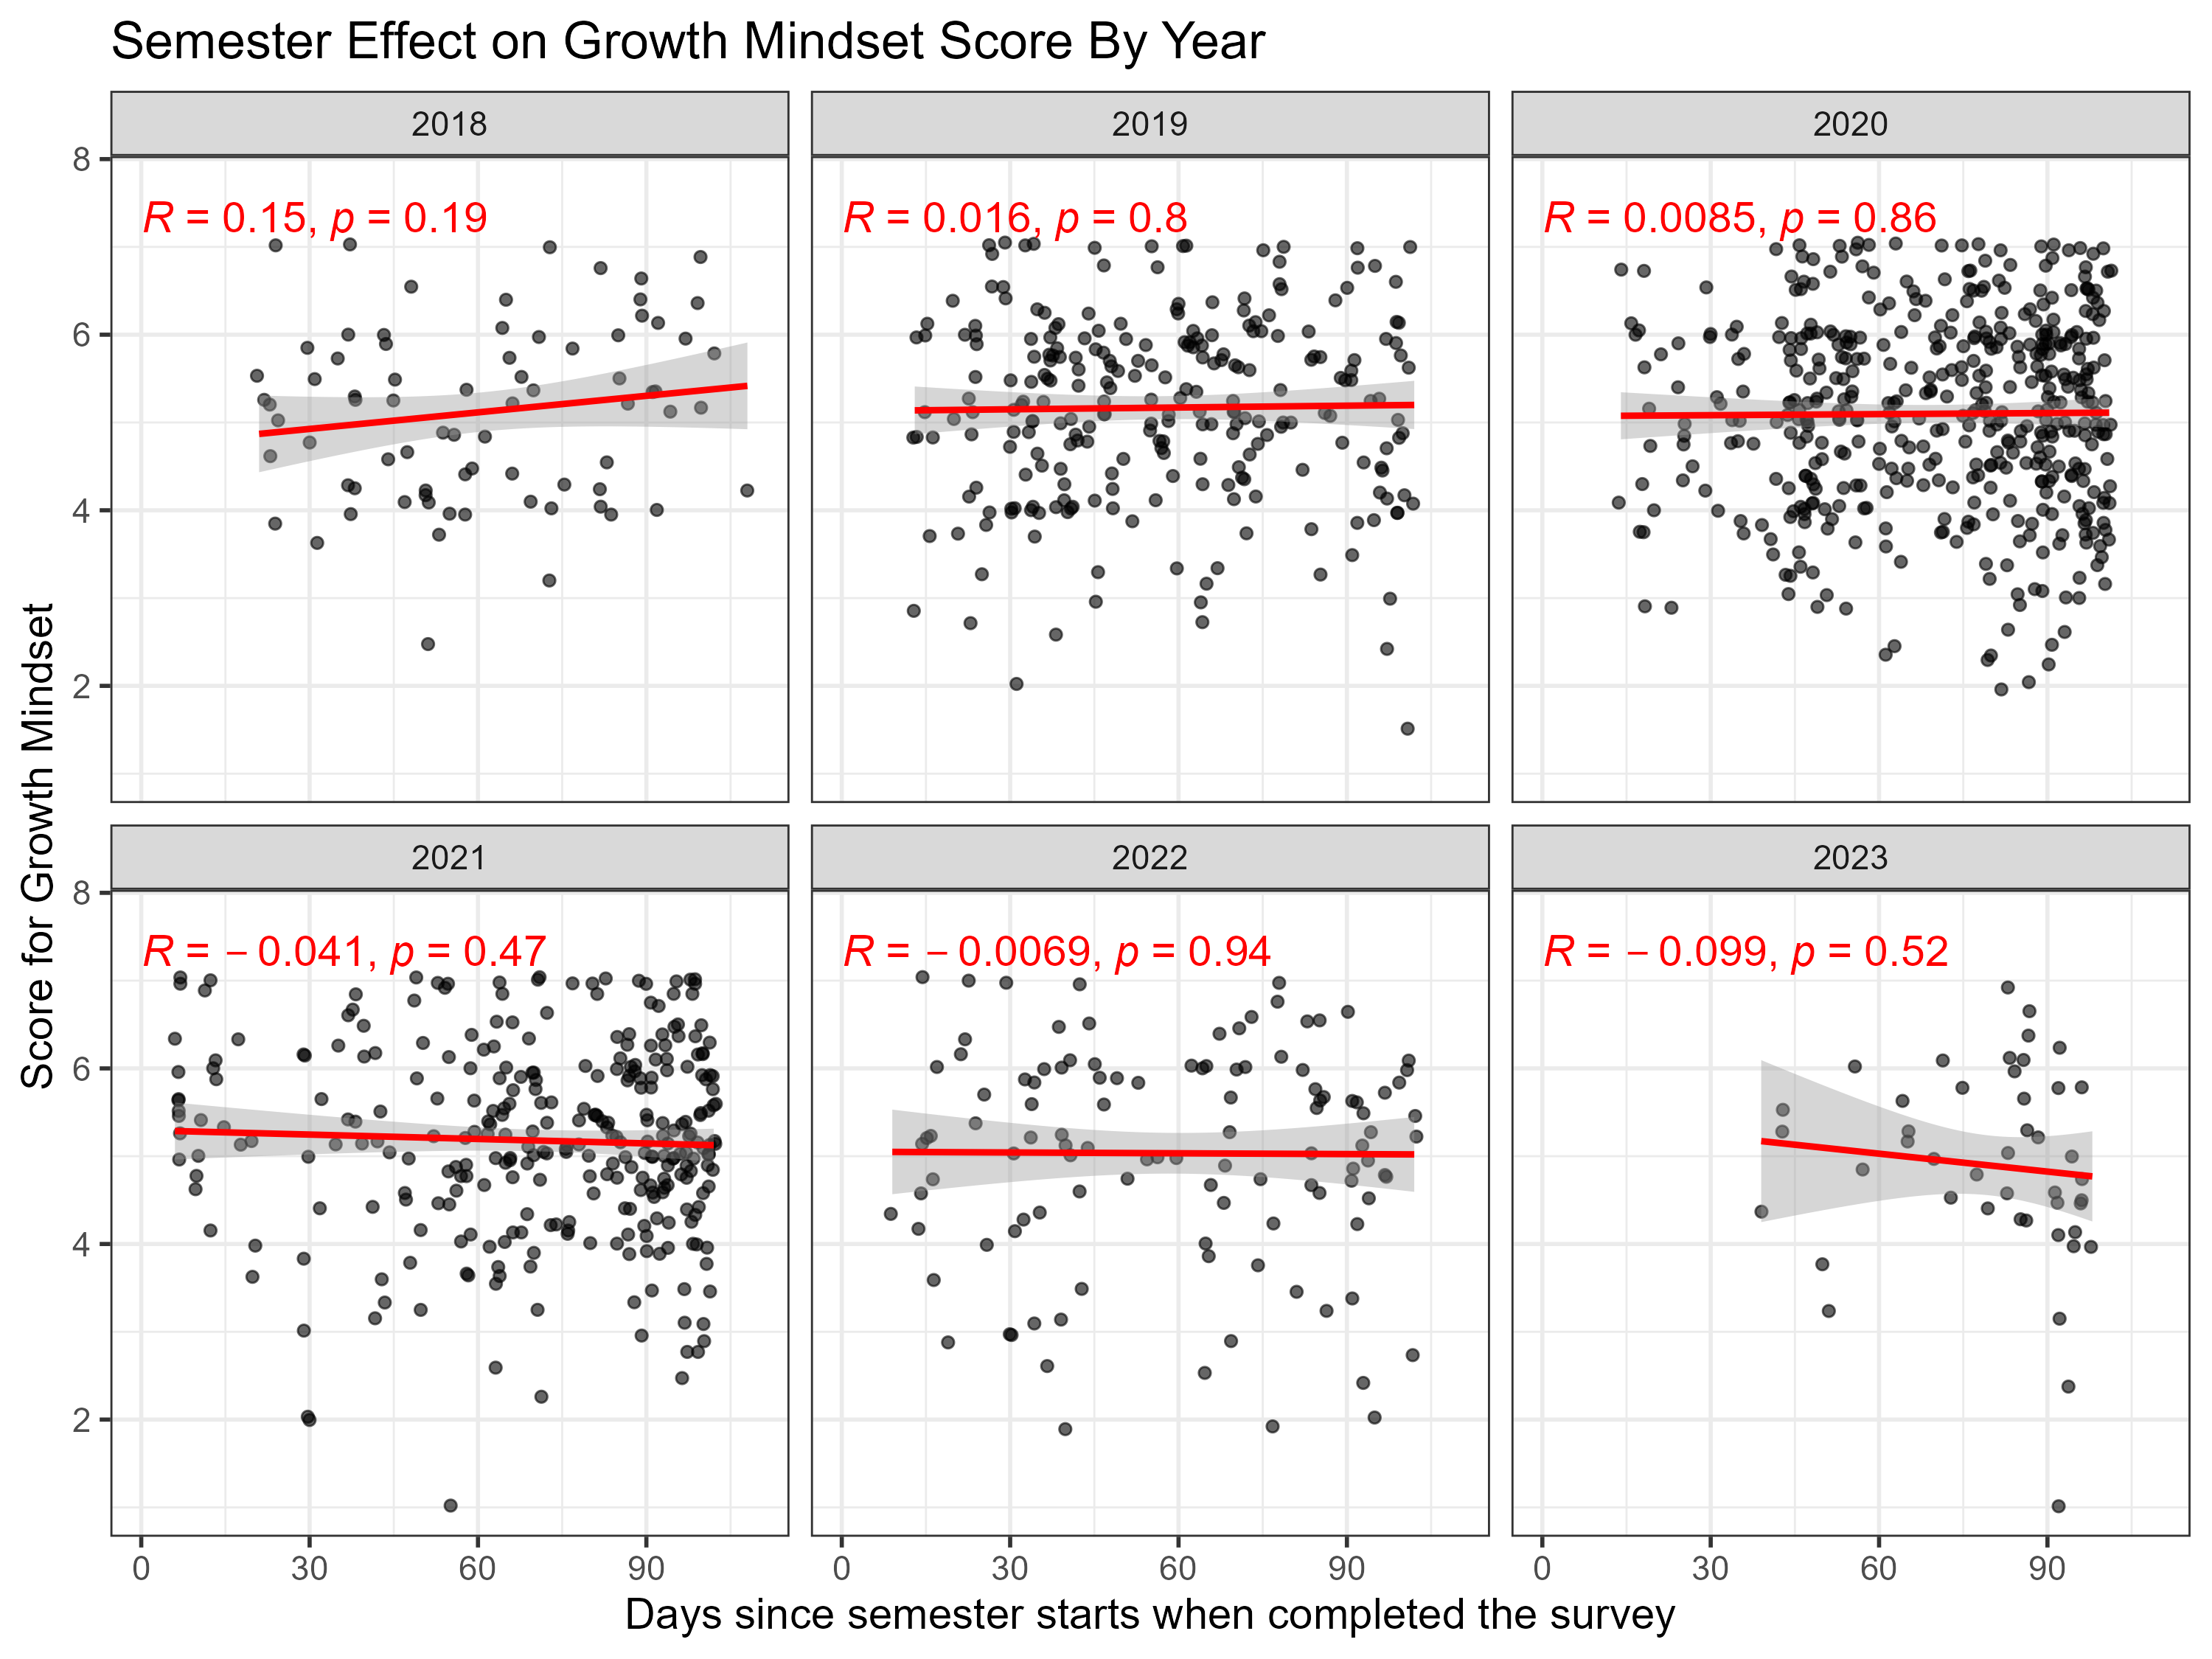 Semester Effect on Growth Mindset Score By Year
2018
2019
2020
R = 0.15, p = 0.19
R = 0.016, p = 0.8
R = 0.0085, p = 0.86
8
6
4
2
2021
2022
2023
R = − 0.041, p = 0.47
R = − 0.0069, p = 0.94
R = − 0.099, p = 0.52
8
6
4
2
0 30 60 90
0 30 60 90
0 30 60 90
Score for Growth Mindset
Days since semester starts when completed the survey